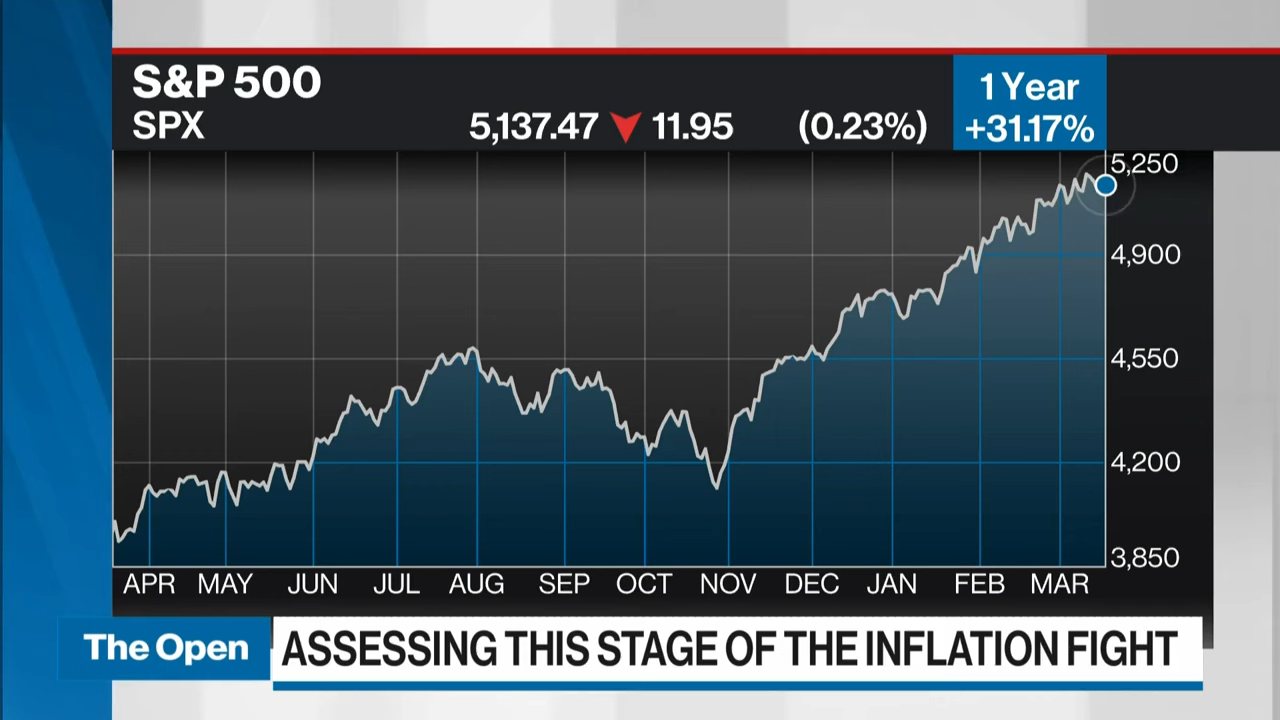 S&P 500
SPX 5,137.47 11.95 (0.23%)
1 Year
+31.17%
5,250
4,900
4,550
4,200
3,850
APR MAY JUN JUL AUG SEP OCT NOV DEC JAN FEB MAR
The Open
ASSESSING THIS STAGE OF THE INFLATION FIGHT